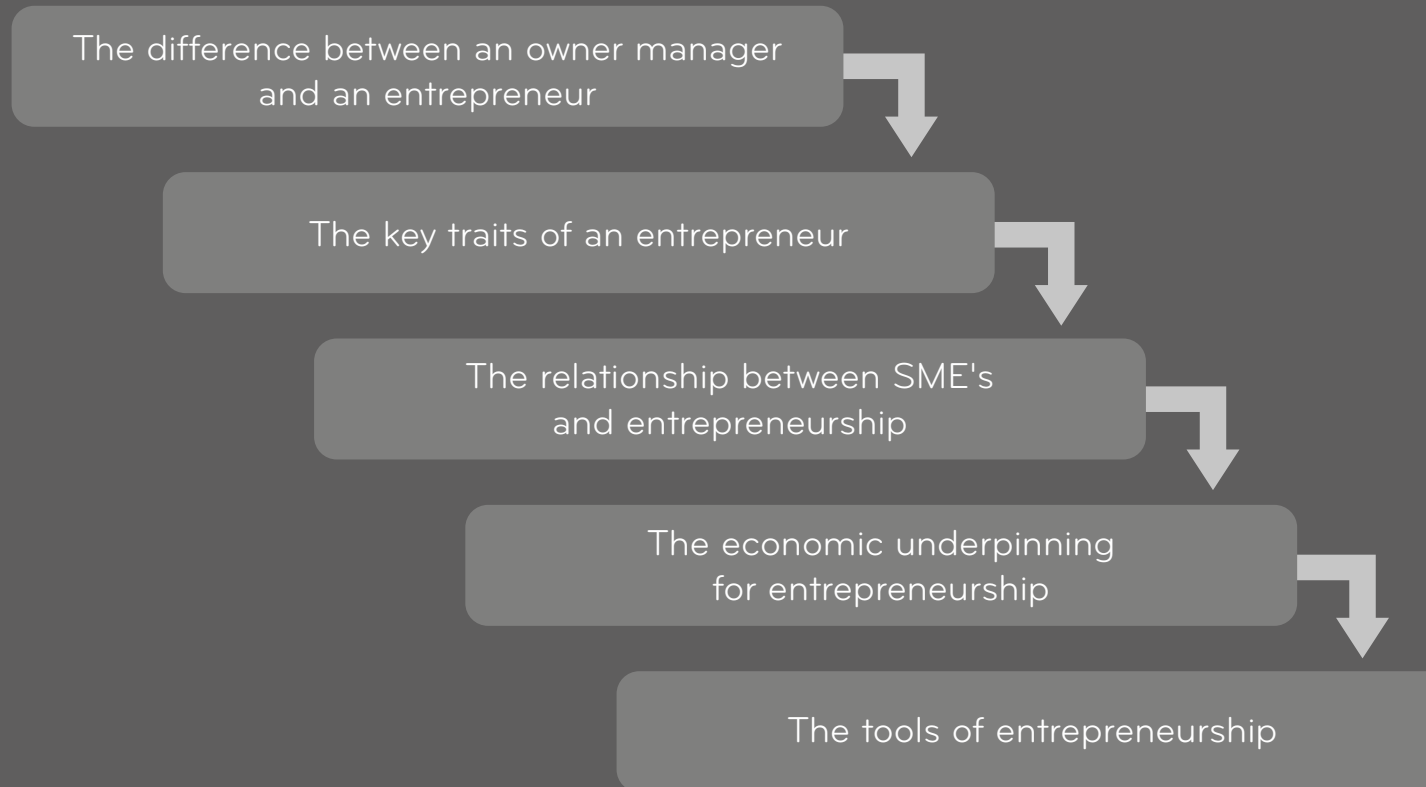 The difference between an owner manager
and an entrepreneur
The key traits of an entrepreneur
The relationship between SME's
and entrepreneurship
The economic underpinning
for entrepreneurship
The tools of entrepreneurship